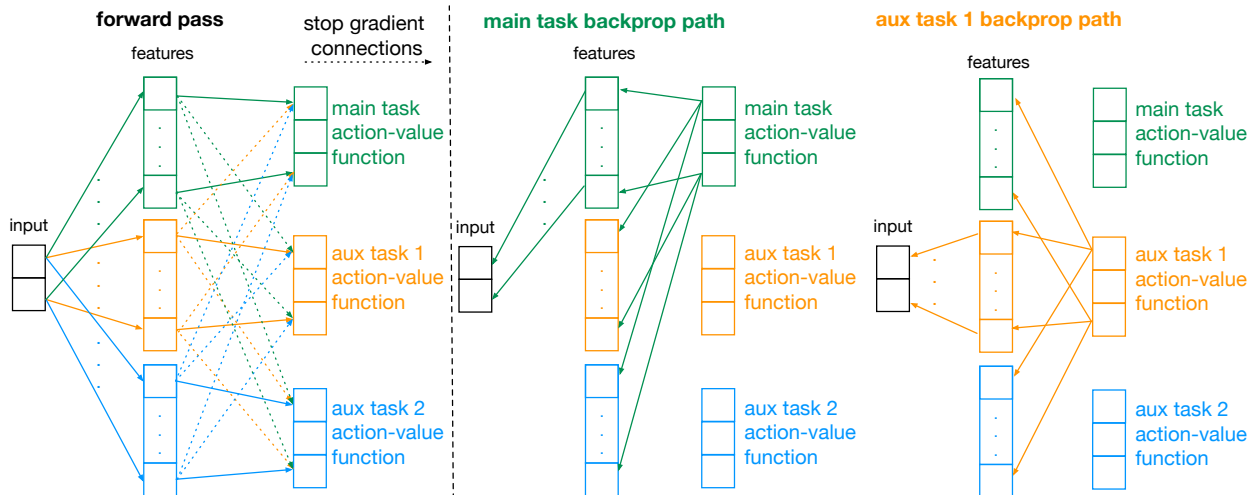 forward pass
features
stop gradient
connections
main task
action-value
function
input
aux task 1
action-value
function
aux task 2
action-value
function
main task backprop path
features
main task
action-value
function
input
aux task 1
action-value
function
aux task 2
action-value
function
aux task 1 backprop path
features
main task
action-value
function
input
aux task 1
action-value
function
aux task 2
action-value
function